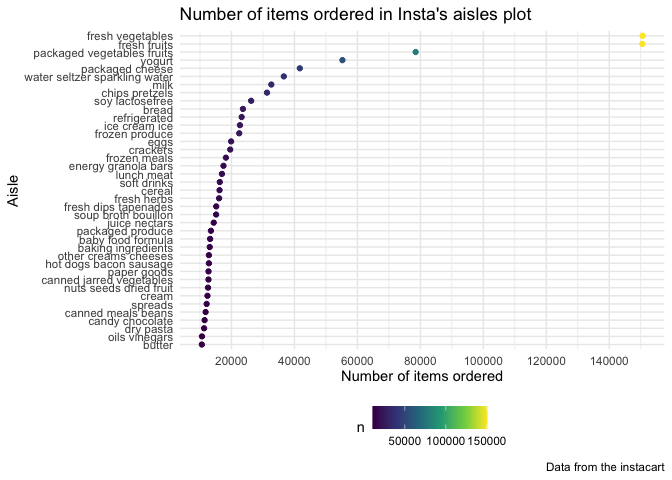 Number of items ordered in Insta's aisles plot
Aisle
fresh vegetables
fresh fruits
packaged vegetables fruits
yogurt
packaged cheese
water seltzer sparkling water
milk
chips pretzels
soy lactosefree
bread
refrigerated
ice cream ice
frozen produce
eggs
crackers
frozen meals
energy granola bars
lunch meat
soft drinks
cereal
fresh herbs
fresh dips tapenades
soup broth bouillon
juice nectars
packaged produce
baby food formula
baking ingredients
other creams cheeses
hot dogs bacon sausage
paper goods
canned jarred vegetables
nuts seeds dried fruit
cream
spreads
canned meals beans
candy chocolate
dry pasta
oils vinegars
butter
20000 40000 60000 80000 100000 120000 140000
Number of items ordered
n
50000 100000 150000
Data from the instacart